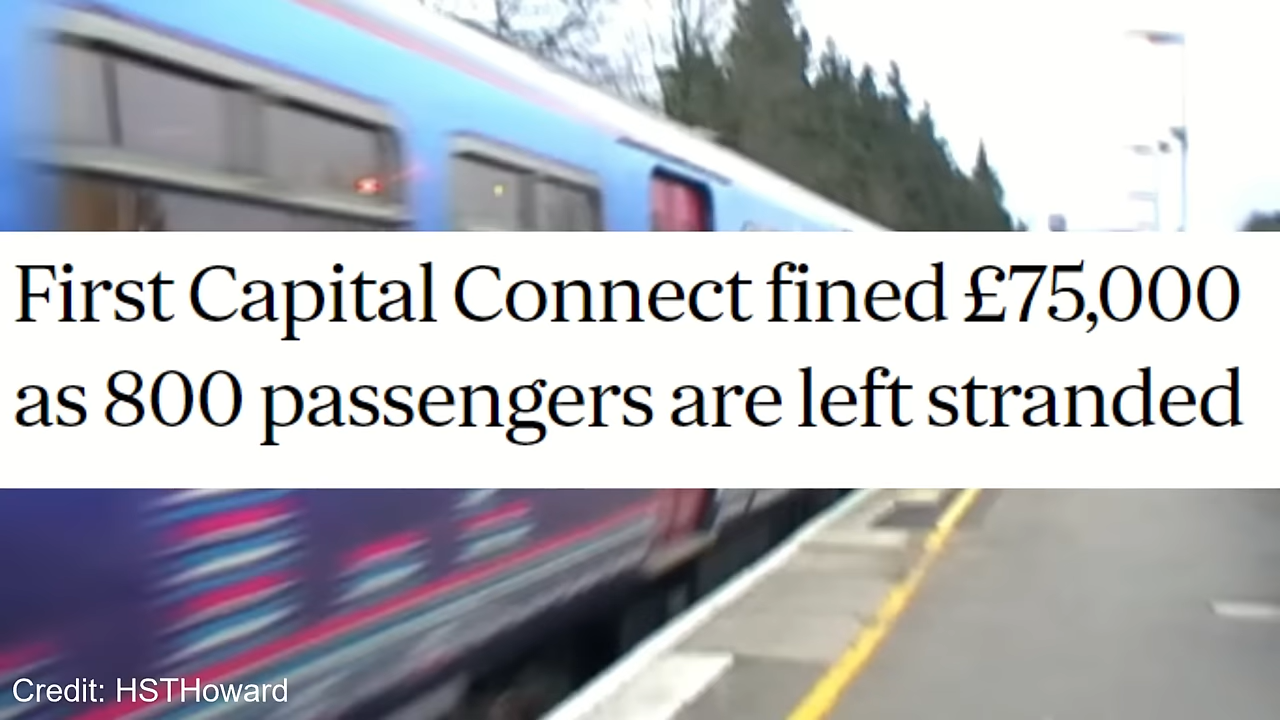 First Capital Connect fined £75,000
as 800 passengers are left stranded
Credit: HSTHoward